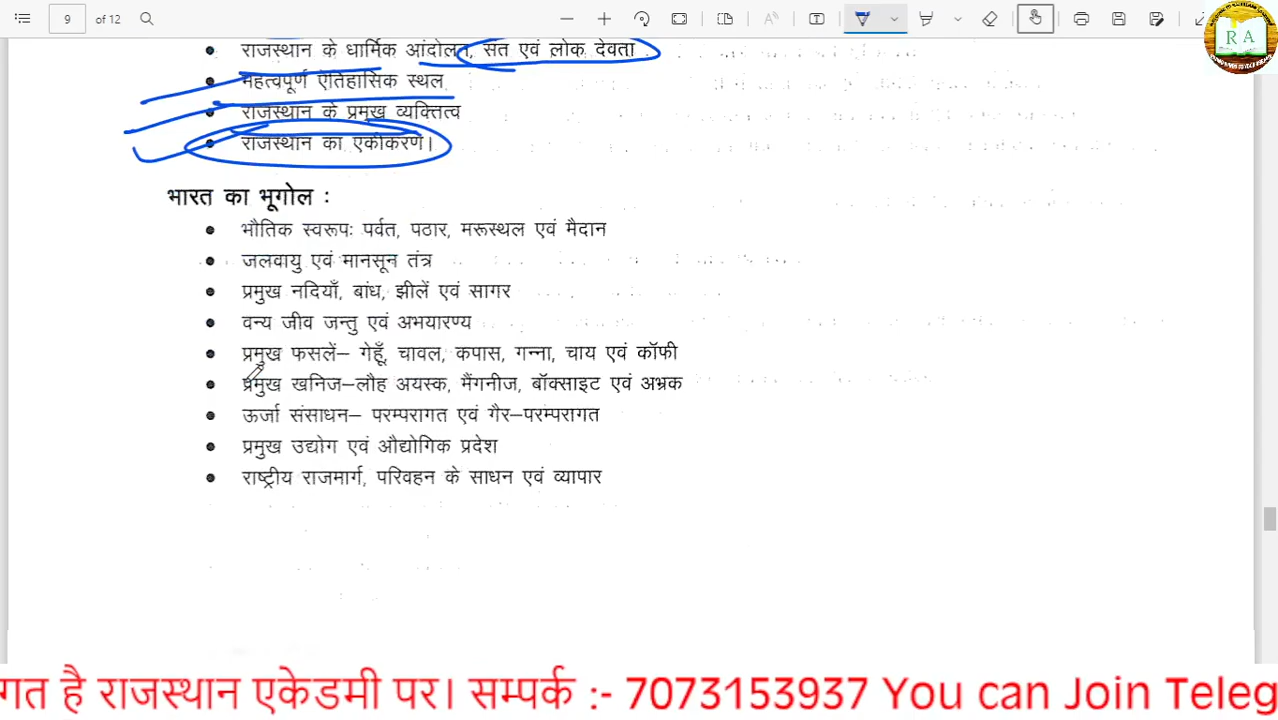 9 of 12
राजस्थान के धार्मिक आंदोलन, संत एवं लोक देवता
महत्वपूर्ण ऐतिहासिक स्थल
राजस्थान के प्रमुख व्यक्तित्व
राजस्थान का एकीकरण।
RA
भारत का भूगोल :
भौतिक स्वरूपः पर्वत, पठार, मरूस्थल एवं मैदान
जलवायु एवं मानसून तंत्र
प्रमुख नदियाँ, बांध, झीलें एवं सागर
वन्य जीव जन्तु एवं अभयारण्य
प्रमुख फसलें– गेहूँ, चावल, कपास, गन्ना, चाय एवं कॉफी
प्रमुख खनिज–लौह अयस्क, मैंगनीज, बॉक्साइट एवं अभ्रक
ऊर्जा संसाधन– परम्परागत एवं गैर–परम्परागत
प्रमुख उद्योग एवं औद्योगिक प्रदेश
राष्ट्रीय राजमार्ग, परिवहन के साधन एवं व्यापार
गत है राजस्थान एकेडमी पर। सम्पर्क :- 7073153937 You can Join Teleg